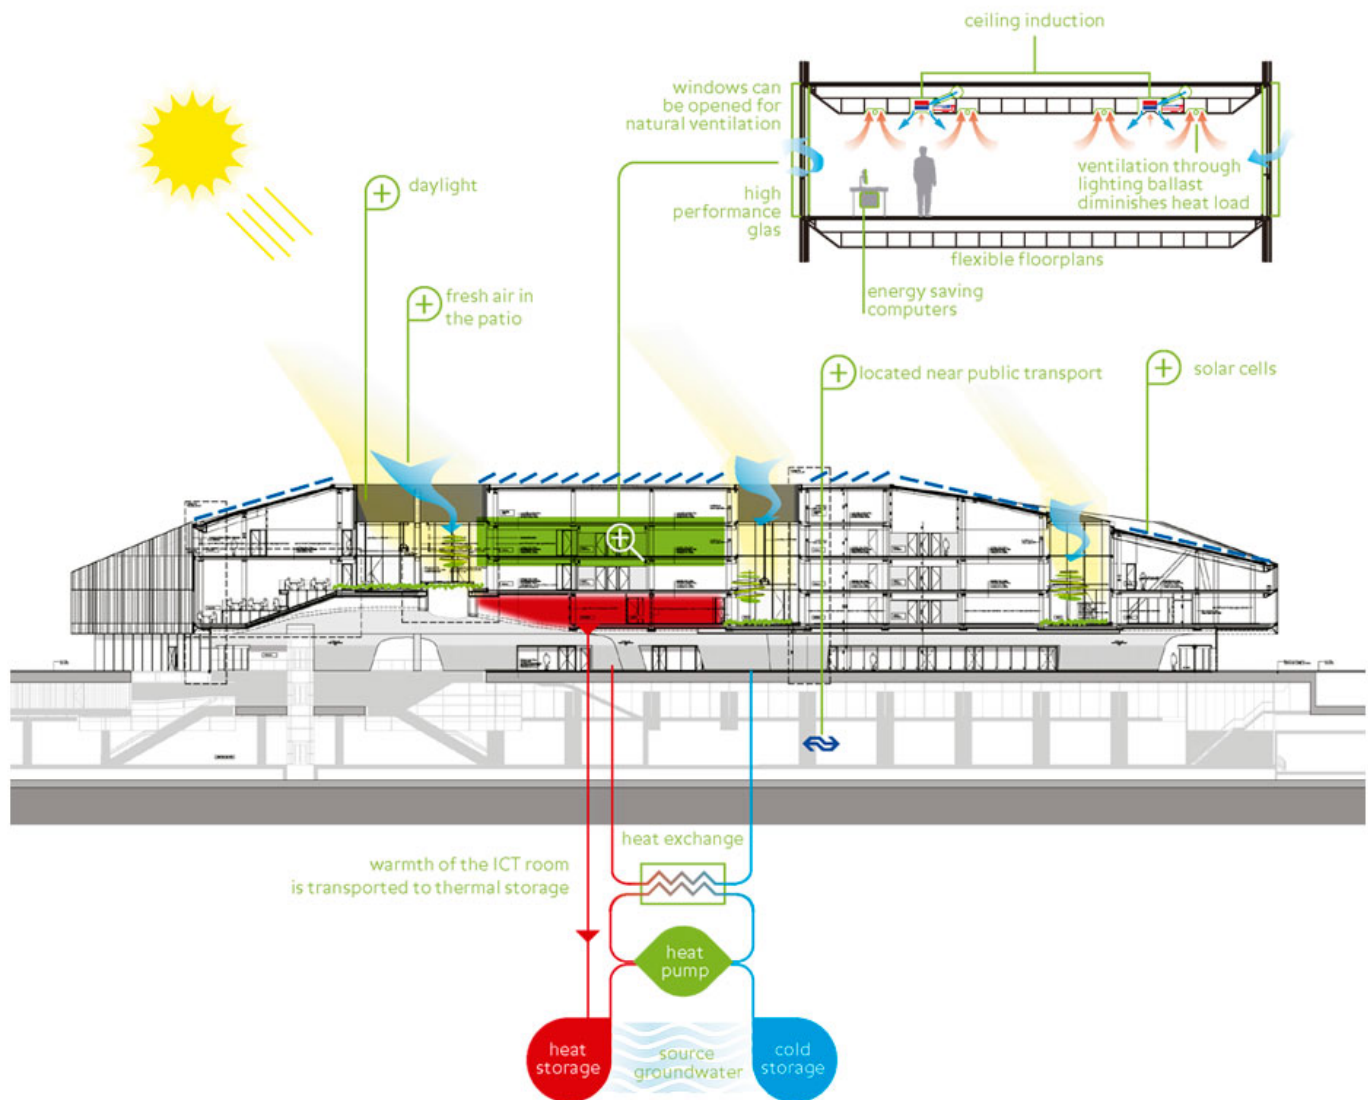 ceiling induction
windows can
be opened for
natural ventilation
ventilation through
lighting ballast
diminishes heat load
high
performance
glas
flexible floorplans
energy saving
computers
daylight
fresh air in
the patio
located near public transport
solar cells
heat exchange
warmth of the ICT room
is transported to thermal storage
heat
pump
heat
storage
source
groundwater
cold
storage